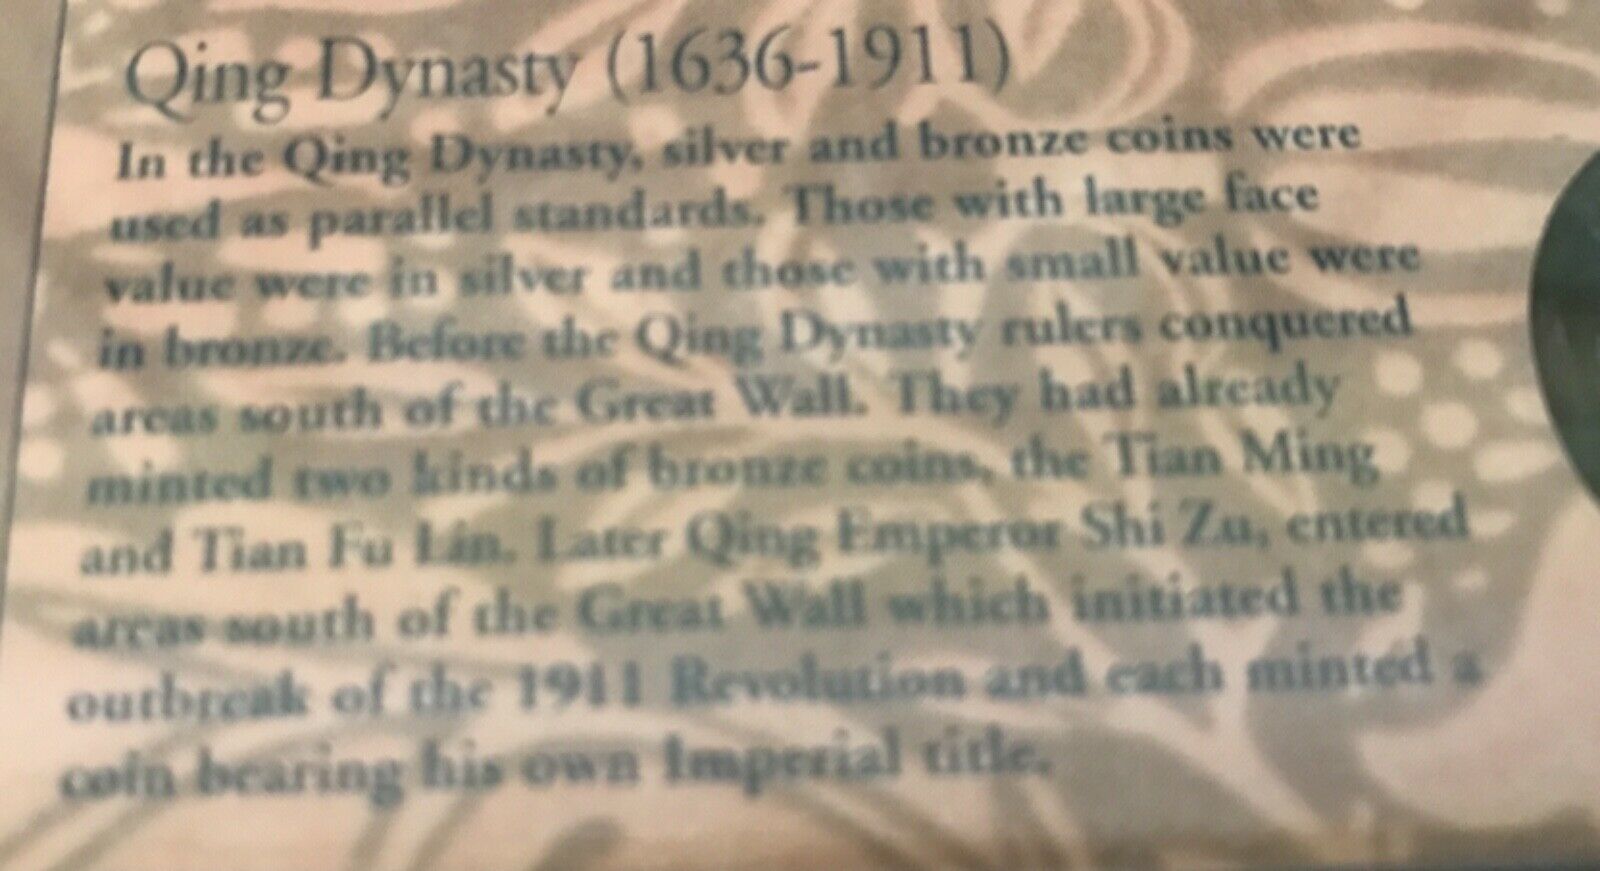 Qing Dynasty (1636-1911)
In the Qing Dynasty, silver and bronze coins were
used as parallel standards. Those with large face
value were in silver and those with small value were
in bronze. Before the Qing Dynasty rulers conquered
areas south of the Great Wall. They had already
minted two kinds of bronze coins, the Tian Ming
and Tian Fu Lin. Later Qing Emperor Shi Zu, entered
areas south of the Great Wall which initiated the
outbreak of the 1911 Revolution and each minted a
coin bearing his own Imperial title.